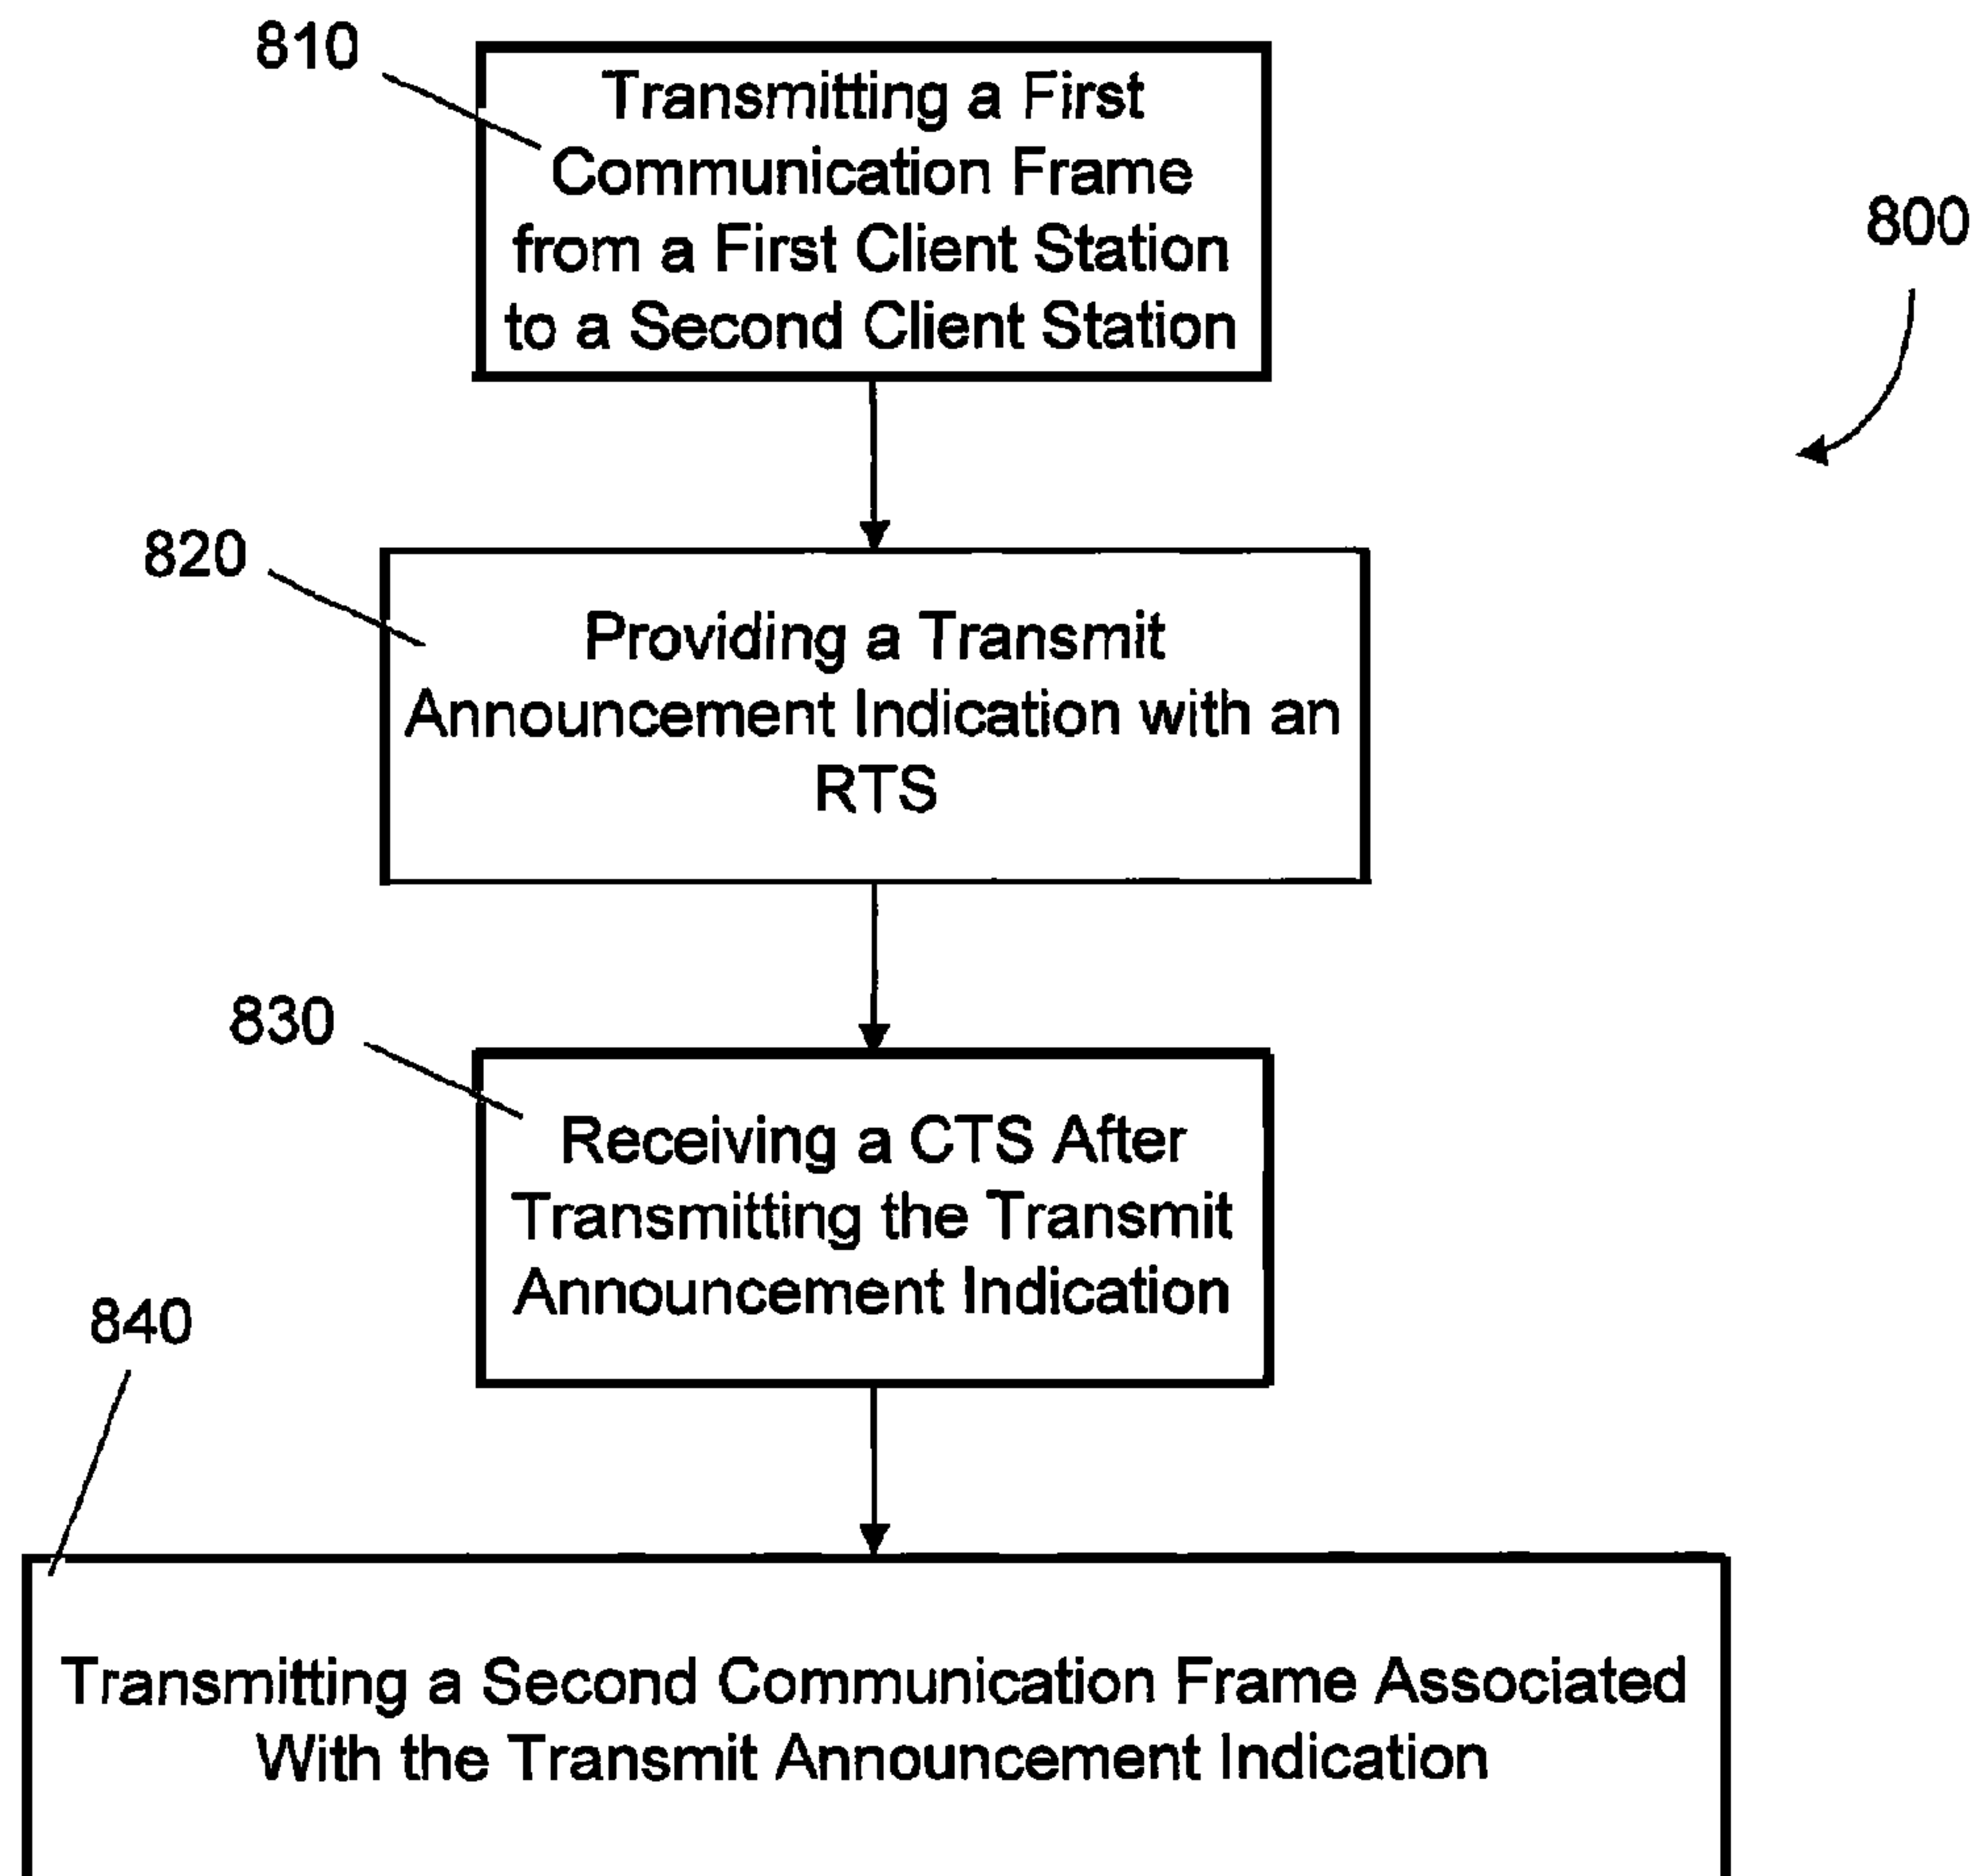 810
Transmitting a First
Communication Frame
from a First Client Station
to a Second Client Station
800
820
Providing a Transmit
Announcement Indication with an
RTS
830
Receiving a CTS After
Transmitting the Transmit
Announcement Indication
840
Transmitting a Second Communication Frame Associated
With the Transmit Announcement Indication